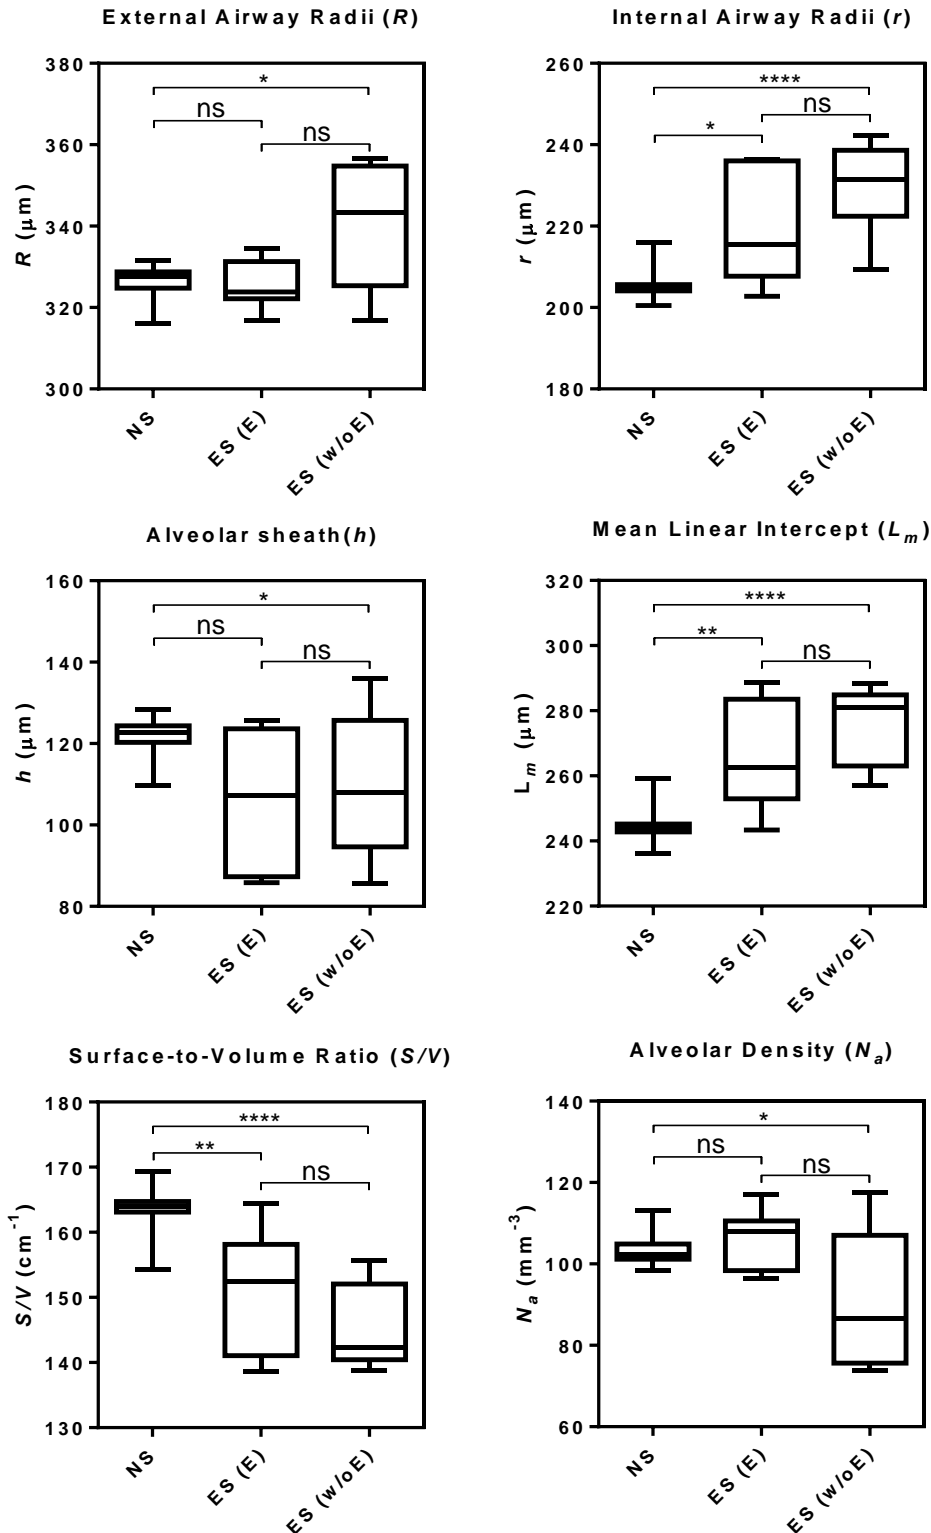 External Airway Radii (R)
380
360
340
320
300
R (μm)
*
ns
ns
NS
ES (E)
ES (w/oE)
Internal Airway Radii (r)
260
240
220
200
180
r (μm)
****
ns
*
NS
ES (E)
ES (w/oE)
Alveolar sheath(h)
160
140
120
100
80
h (μm)
*
ns
ns
NS
ES (E)
ES (w/oE)
Mean Linear Intercept (Lm)
320
300
280
260
240
220
Lm (μm)
****
**
ns
NS
ES (E)
ES (w/oE)
Surface-to-Volume Ratio (S/V)
180
170
160
150
140
130
S/V (cm-1)
****
**
ns
NS
ES (E)
ES (w/oE)
Alveolar Density (Na)
140
120
100
80
60
Na (mm-3)
*
ns
ns
NS
ES (E)
ES (w/oE)